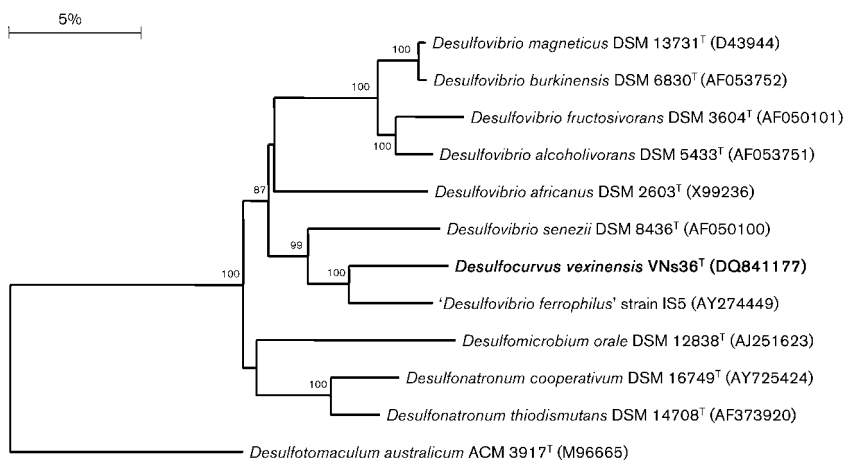 5%
100
Desulfovibrio magneticus DSM 13731ᵀ (D43944)
Desulfovibrio burkinensis DSM 6830ᵀ (AF053752)
100
Desulfovibrio fructosivorans DSM 3604ᵀ (AF050101)
100
Desulfovibrio alcoholivorans DSM 5433ᵀ (AF053751)
87
Desulfovibrio africanus DSM 2603ᵀ (X99236)
Desulfovibrio senezii DSM 8436ᵀ (AF050100)
99
100
Desulfocurvus vexinensis VNs36ᵀ (DQ841177)
100
'Desulfovibrio ferrophilus' strain IS5 (AY274449)
Desulfomicrobium orale DSM 12838ᵀ (AJ251623)
100
Desulfonatronum cooperativum DSM 16749ᵀ (AY725424)
Desulfonatronum thiodismutans DSM 14708ᵀ (AF373920)
Desulfotomaculum australicum ACM 3917ᵀ (M96665)